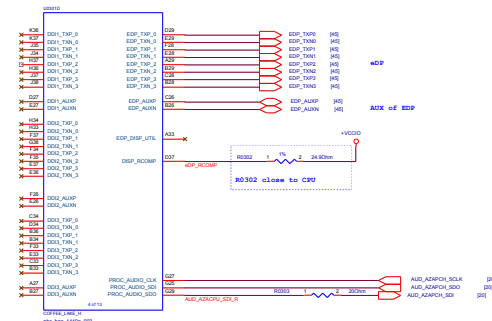 U0301D
K36 DDI1_TXP_0 EDP_TXP_0 D29 EDP_TXP0 [45]
K37 DDI1_TXN_0 EDP_TXN_0 E29 EDP_TXN0 [45]
J35 DDI1_TXP_1 EDP_TXP_1 F28 EDP_TXP1 [45]
J34 DDI1_TXN_1 EDP_TXN_1 E28 EDP_TXN1 [45]
H37 DDI1_TXP_2 EDP_TXP_2 A29 EDP_TXP2 [45] eDP
H36 DDI1_TXN_2 EDP_TXN_2 B29 EDP_TXN2 [45]
J37 DDI1_TXP_3 EDP_TXP_3 C28 EDP_TXP3 [45]
J38 DDI1_TXN_3 EDP_TXN_3 B28 EDP_TXN3 [45]
D27 DDI1_AUXP EDP_AUXP C26 EDP_AUXP [45]
E27 DDI1_AUXN EDP_AUXN B26 EDP_AUXN [45] AUX of EDP
H34 DDI2_TXP_0
H33 DDI2_TXN_0
F37 DDI2_TXP_1 EDP_DISP_UTIL A33 +VCCIO
G38 DDI2_TXN_1
F34 DDI2_TXP_2
F35 DDI2_TXN_2 DISP_RCOMP D37 eDP_RCOMP R0302 1 1% 2 24.9Ohm
E37 DDI2_TXP_3
E36 DDI2_TXN_3
R0302 close to CPU
F26 DDI2_AUXP
E26 DDI2_AUXN
C34 DDI3_TXP_0
D34 DDI3_TXN_0
B36 DDI3_TXP_1
B34 DDI3_TXN_1
F33 DDI3_TXP_2
E33 DDI3_TXN_2
C33 DDI3_TXP_3
B33 DDI3_TXN_3
PROC_AUDIO_CLK G27 AUD_AZAPCH_SCLK [20]
A27 DDI3_AUXP PROC_AUDIO_SDI G25 AUD_AZAPCH_SDO [20]
B27 DDI3_AUXN PROC_AUDIO_SDO G29 AUD_AZACPU_SDI_R R0303 1 2 20Ohm AUD_AZAPCH_SDI [20]
4 of 13
COFFEE_LAKE_H